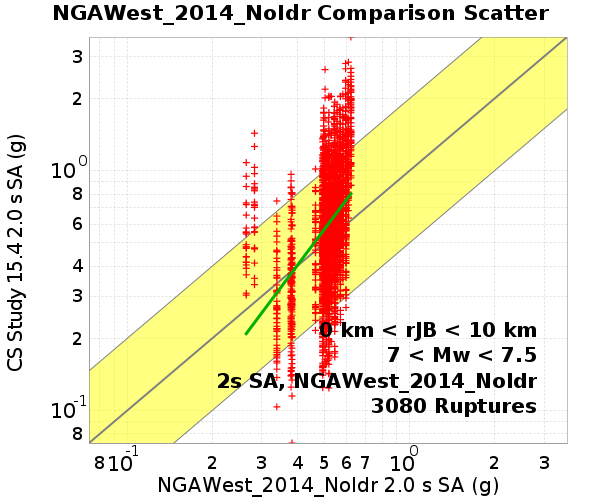 NGAWest_2014_NoIdr Comparison Scatter
CS Study 15.4 2.0 s SA (g)
3
2
10^0
8
6
4
3
2
10^-1
8
0 km < rJB < 10 km
7 < Mw < 7.5
2s SA, NGAWest_2014_NoIdr
3080 Ruptures
8 10^-1 2 3 4 5 6 7 10^0 2 3
NGAWest_2014_NoIdr 2.0 s SA (g)